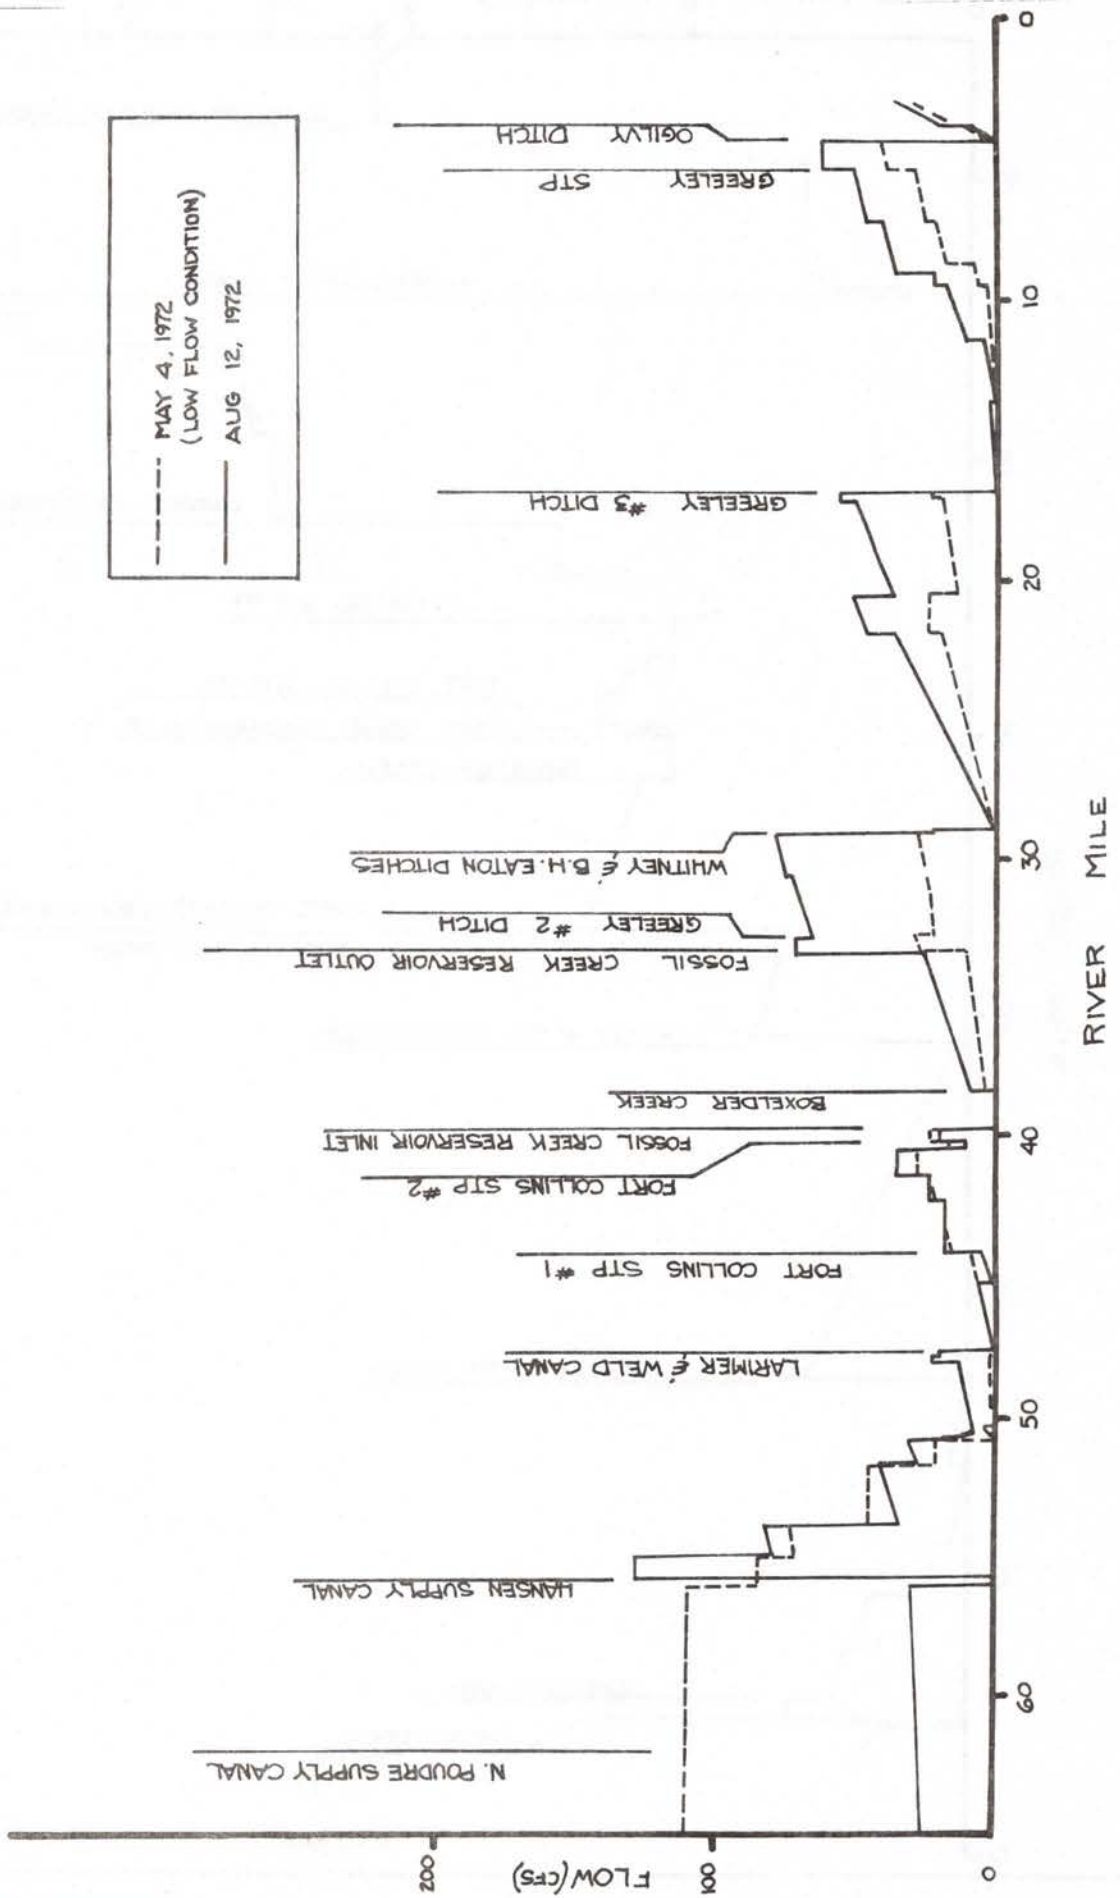 MAY 4, 1972
(LOW FLOW CONDITION)
AUG 12, 1972
FLOW (CFS)
200
100
0
N. POUDRE SUPPLY CANAL
HANSEN SUPPLY CANAL
LARIMER & WELD CANAL
FORT COLLINS STP #1
FORT COLLINS STP #2
FOSSIL CREEK RESERVOIR INLET
BOXELDER CREEK
FOSSIL CREEK RESERVOIR OUTLET
GREELEY #2 DITCH
WHITNEY & B.H. EATON DITCHES
GREELEY #3 DITCH
GREELEY STP
OGILVY DITCH
60
50
40
30
20
10
0
RIVER MILE